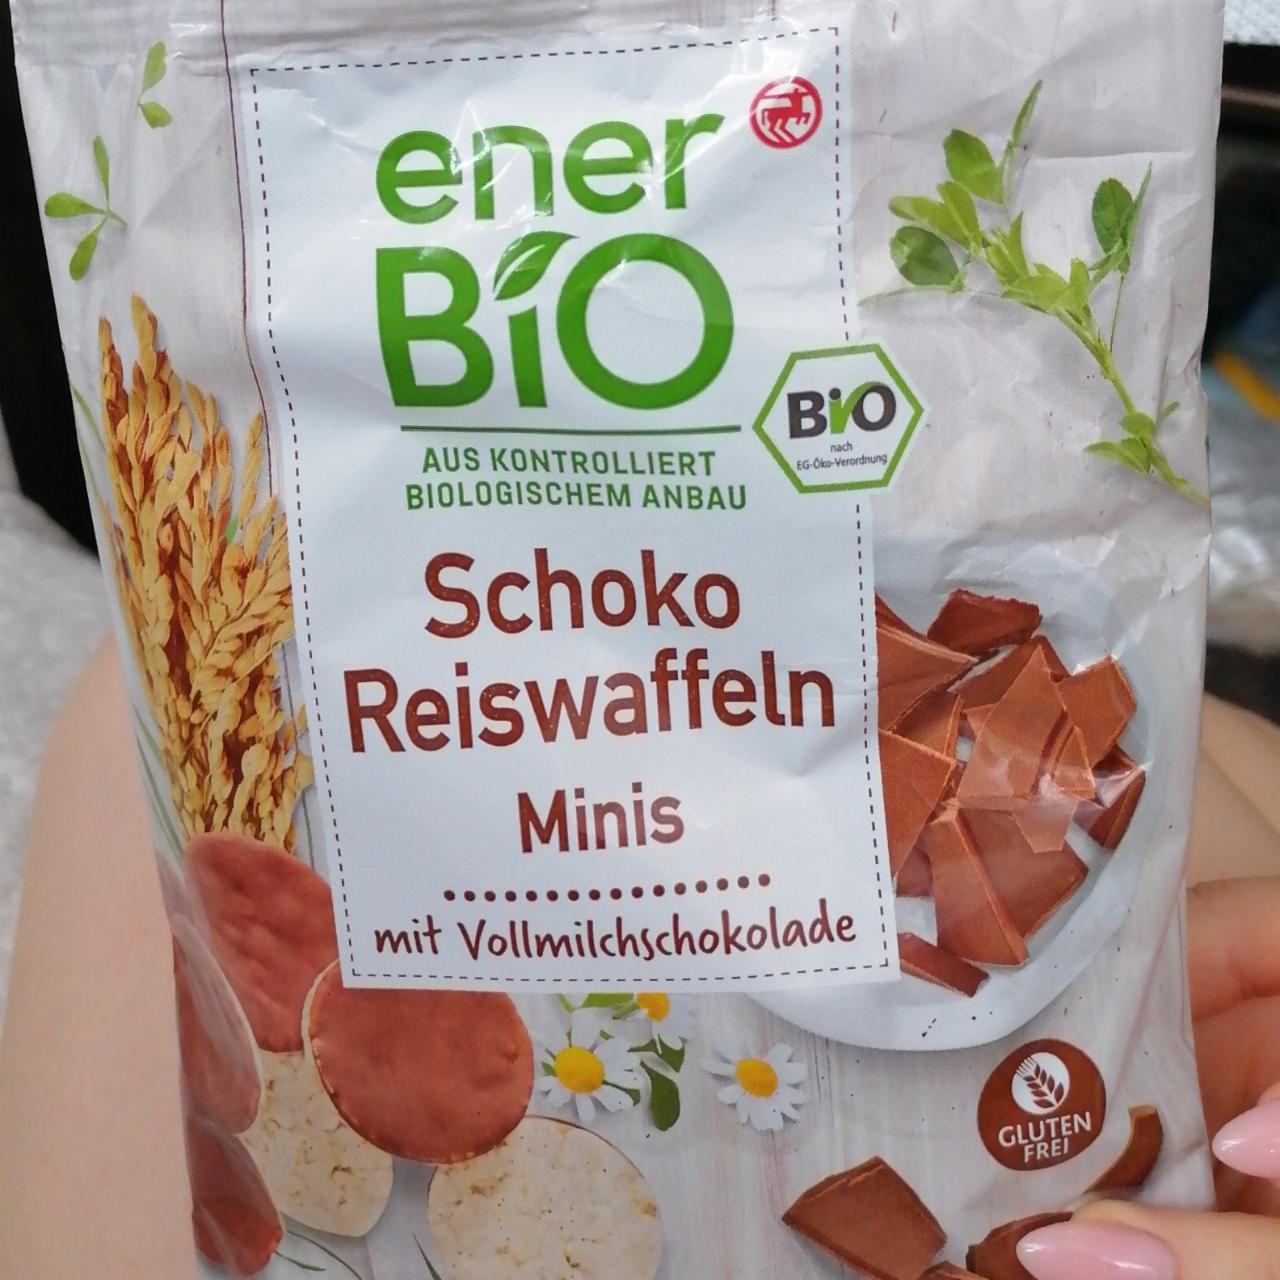 ener
BiO
AUS KONTROLLIERT
BIOLOGISCHEM ANBAU
BiO
nach
EG-Öko-Verordnung
Schoko
Reiswaffeln
Minis
mit Vollmilchschokolade
GLUTEN
FREI